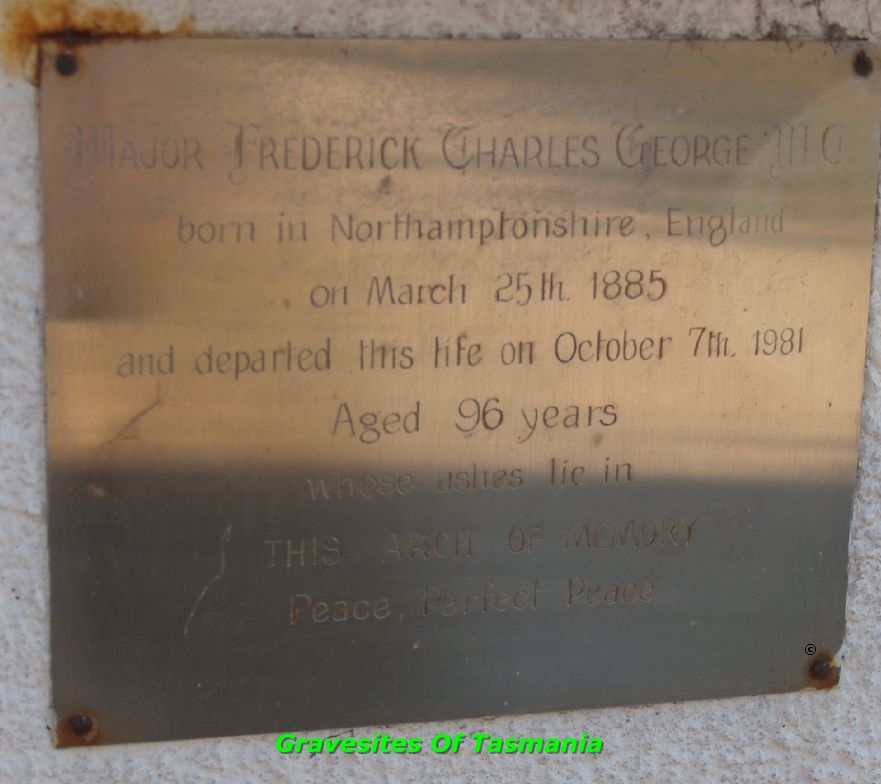 Major Frederick Charles George M.C.
born in Northamptonshire, England
on March 25th. 1885
and departed this life on October 7th. 1981
Aged 96 years
whose ashes lie in
THIS ARCH OF MEMORY
Peace, Perfect Peace
©
Gravesites Of Tasmania